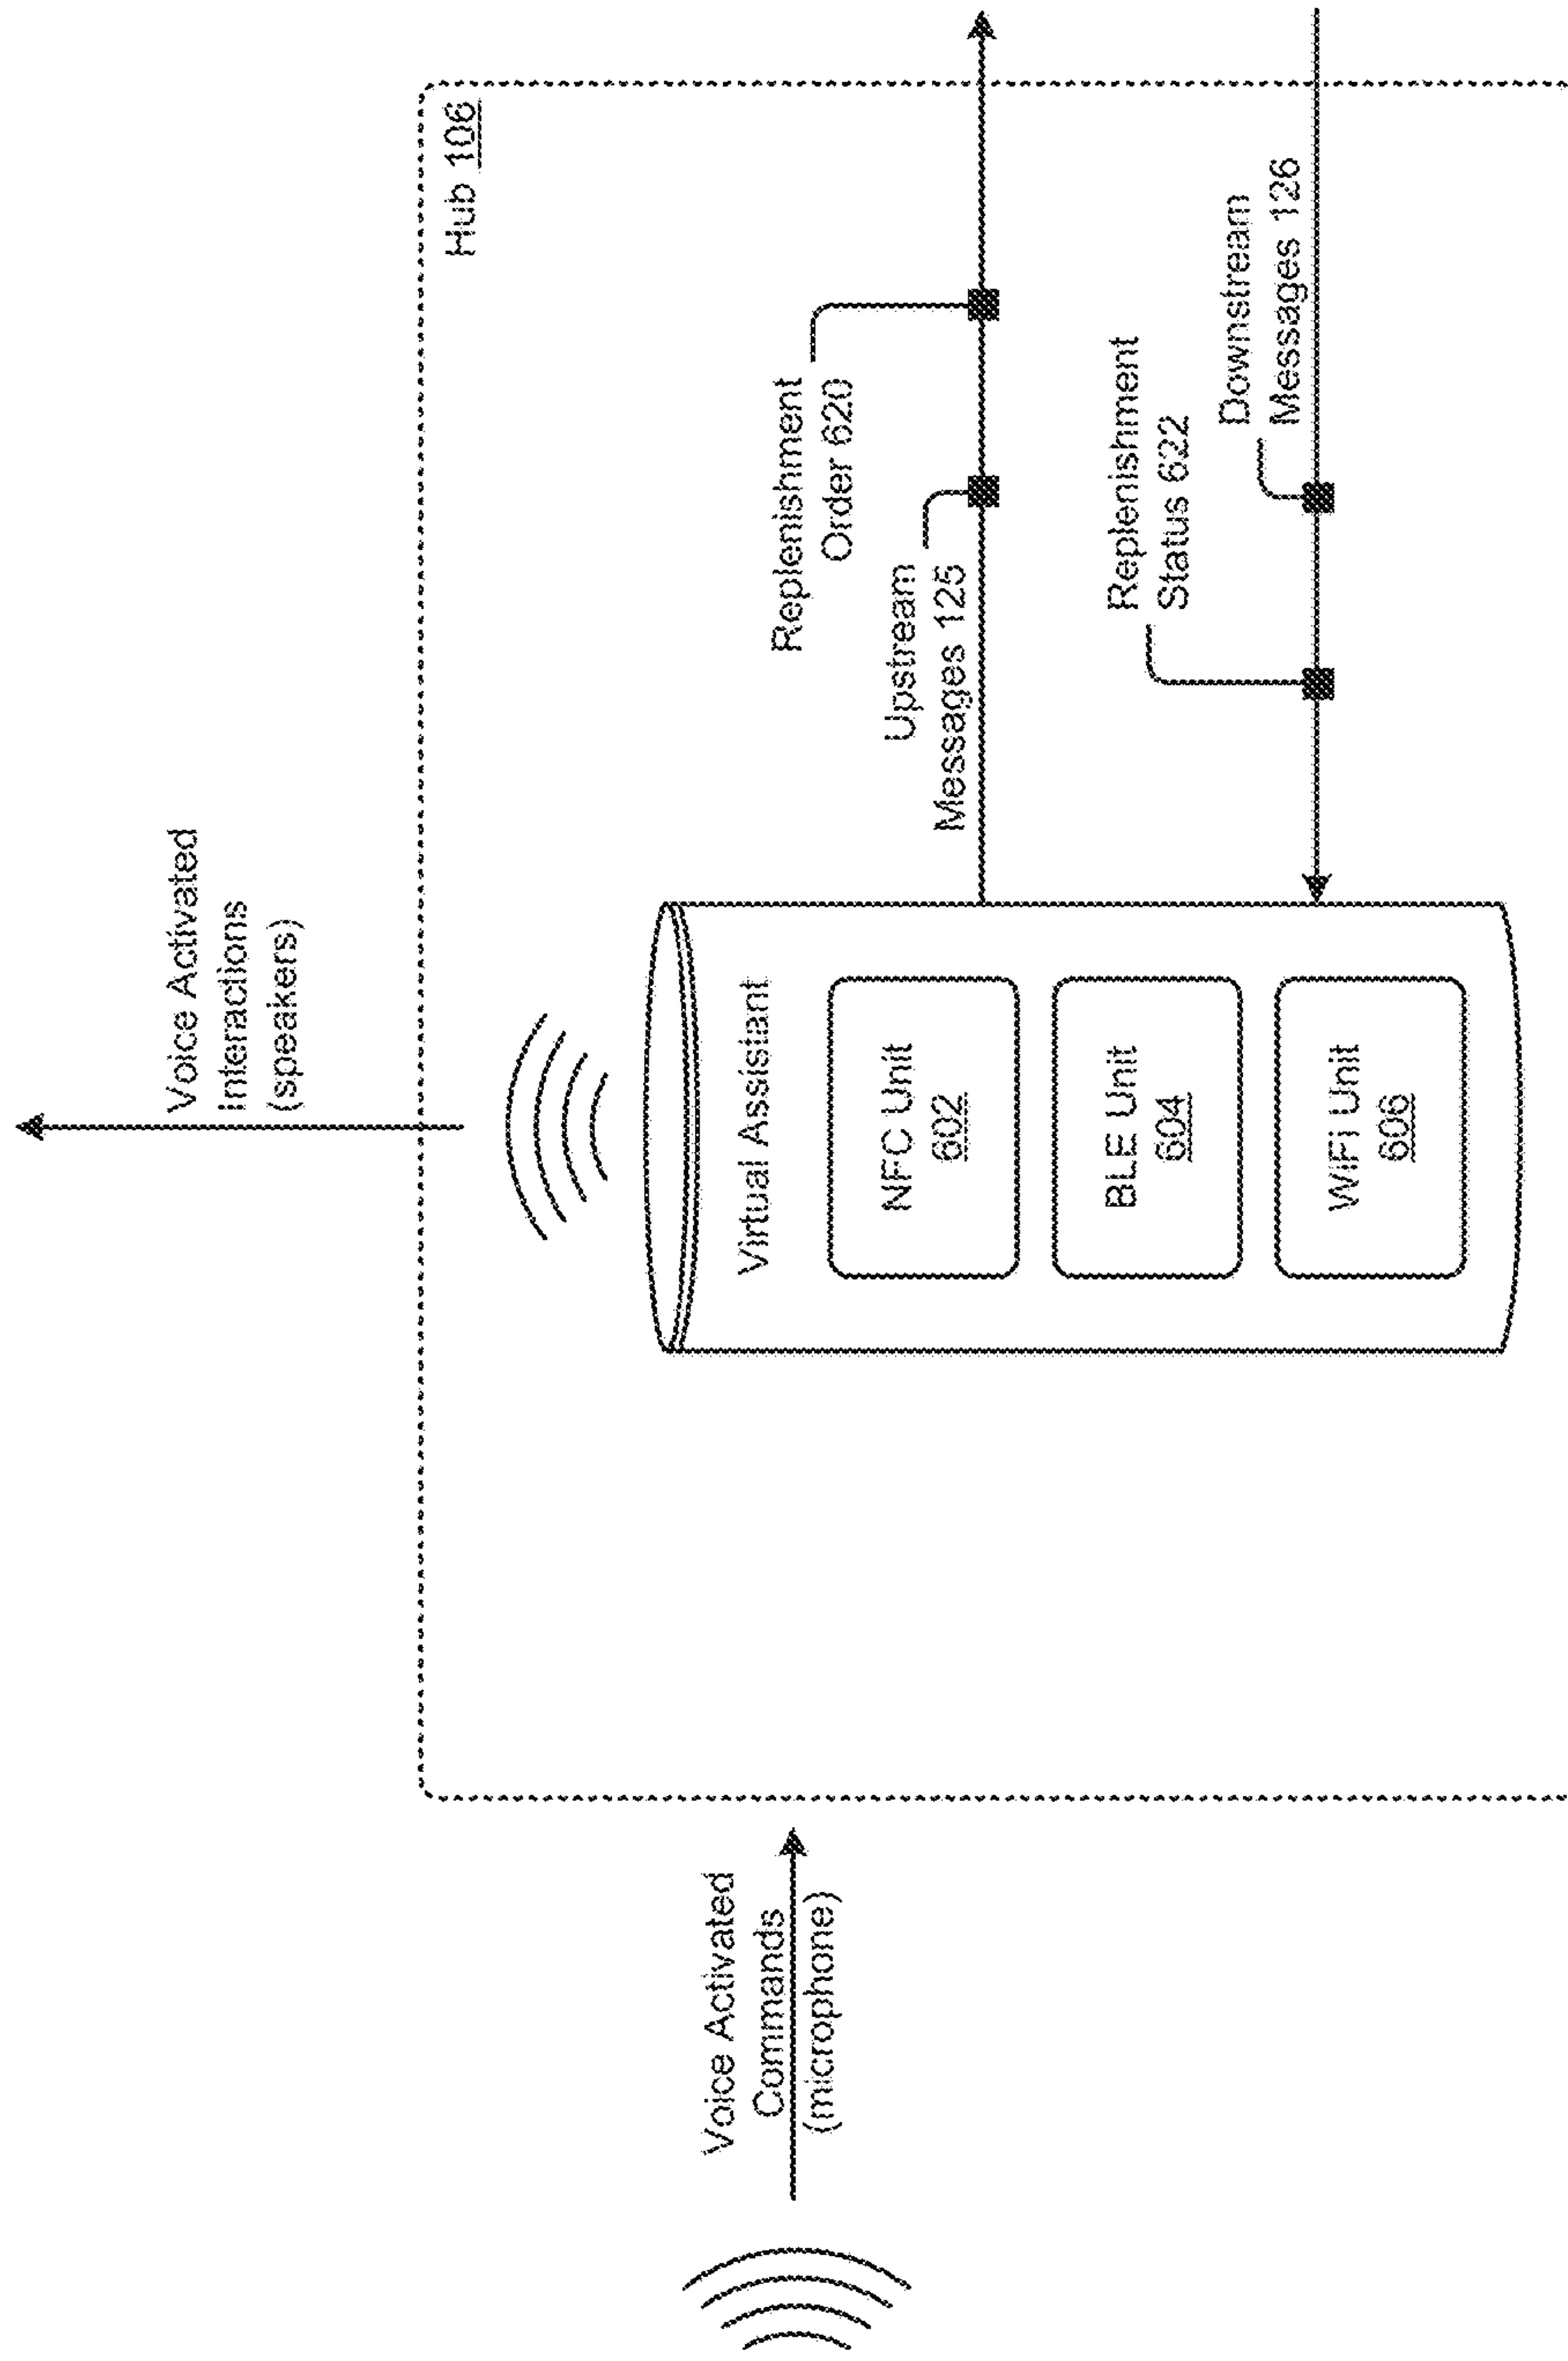 Voice Activated
Interactions
(speakers)
Hub 106
Voice Activated
Commands
(microphone)
Virtual Assistant
NFC Unit
602
BLE Unit
604
WiFi Unit
606
Replenishment
Order 620
Upstream
Messages 125
Replenishment
Status 622
Downstream
Messages 126